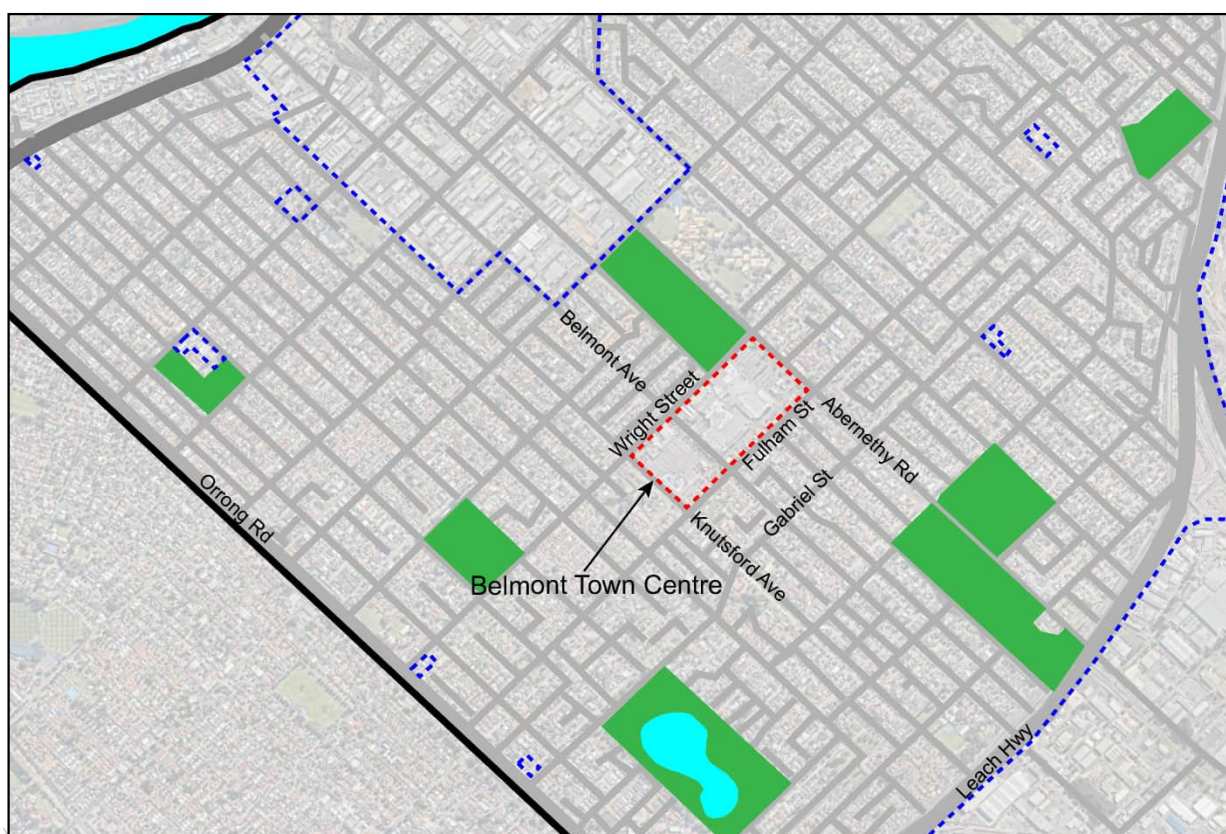 Belmont Ave
Wright Street
Fulham St
Abernethy Rd
Gabriel St
Orrong Rd
Knutsford Ave
Belmont Town Centre
Leach Hwy